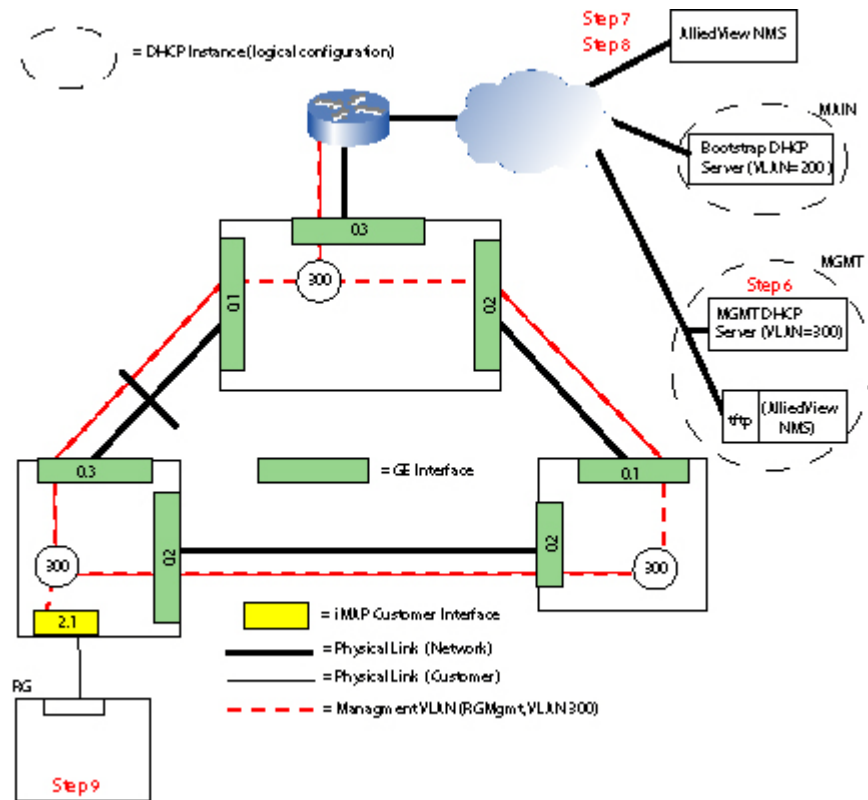 = DHCP Instance (logical configuration)
Step 7
Step 8
AlliedView NMS
MAIN
Bootstrap DHCP
Server (VLAN=200)
MGMT
Step 6
MGMT DHCP
Server (VLAN=300)
tftp
(AlliedView
NMS)
0.3
300
0.1
0.2
0.3
= GE Interface
0.1
0.2
0.2
300
300
2.1
= iMAP Customer Interface
= Physical Link (Network)
= Physical Link (Customer)
= Managment VLAN (RGMgmt, VLAN 300)
RG
Step 9